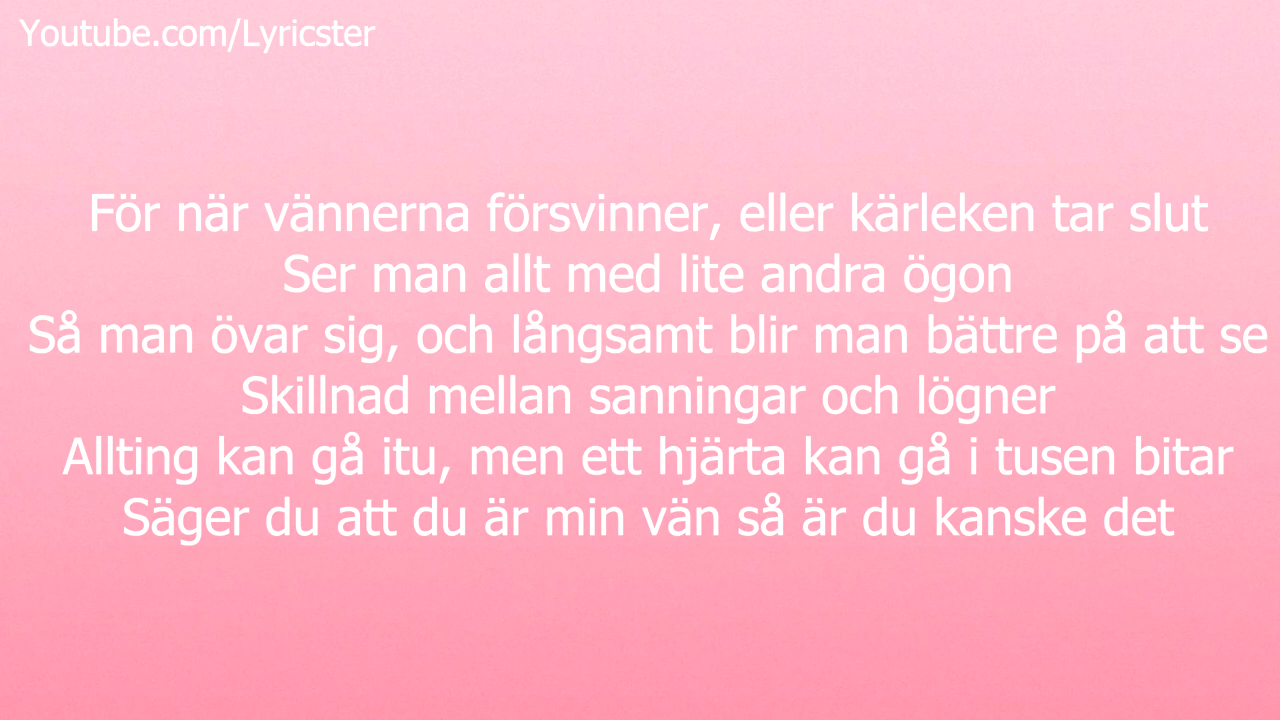 Youtube.com/Lyricster
För när vännerna försvinner, eller kärleken tar slut
Ser man allt med lite andra ögon
Så man övar sig, och långsamt blir man bättre på att se
Skillnad mellan sanningar och lögner
Allting kan gå itu, men ett hjärta kan gå i tusen bitar
Säger du att du är min vän så är du kanske det